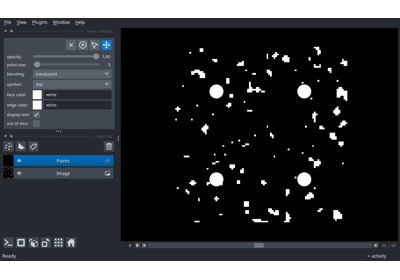 File View Plugins Window Help
opacity: 1.00
point size:
blending: translucent
symbol: disc
face color: white
edge color: white
display text:
out of slice:
Points
Image
Ready
activity